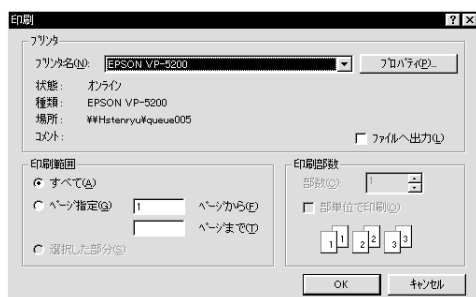 印刷
プリンタ
プリンタ名(N): EPSON VP-5200 プロパティ(P)...
状態: オンライン
種類: EPSON VP-5200
場所: ¥¥Hstenryu¥queue005
コメント: ファイルへ出力(L)
印刷範囲
すべて(A)
ページ指定(G) 1 ページから(F)
ページまで(T)
選択した部分(S)
印刷部数
部数(C): 1
部単位で印刷(O)
1 1 2 2 3 3
OK キャンセル